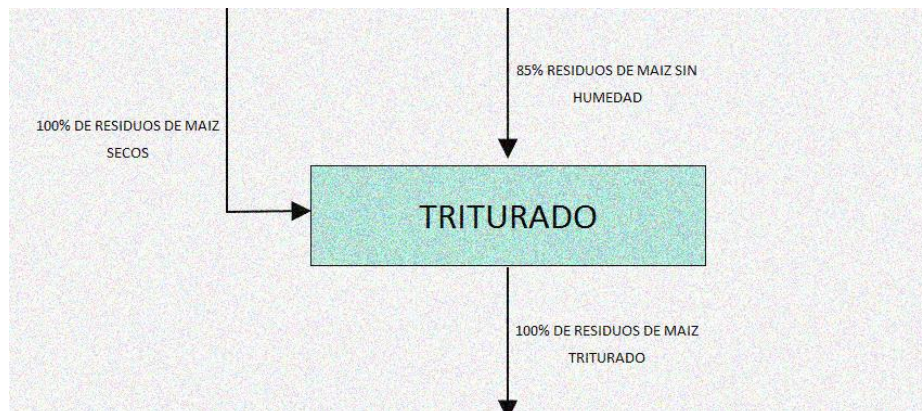 85% RESIDUOS DE MAIZ SIN
HUMEDAD
100% DE RESIDUOS DE MAIZ
SECOS
TRITURADO
100% DE RESIDUOS DE MAIZ
TRITURADO